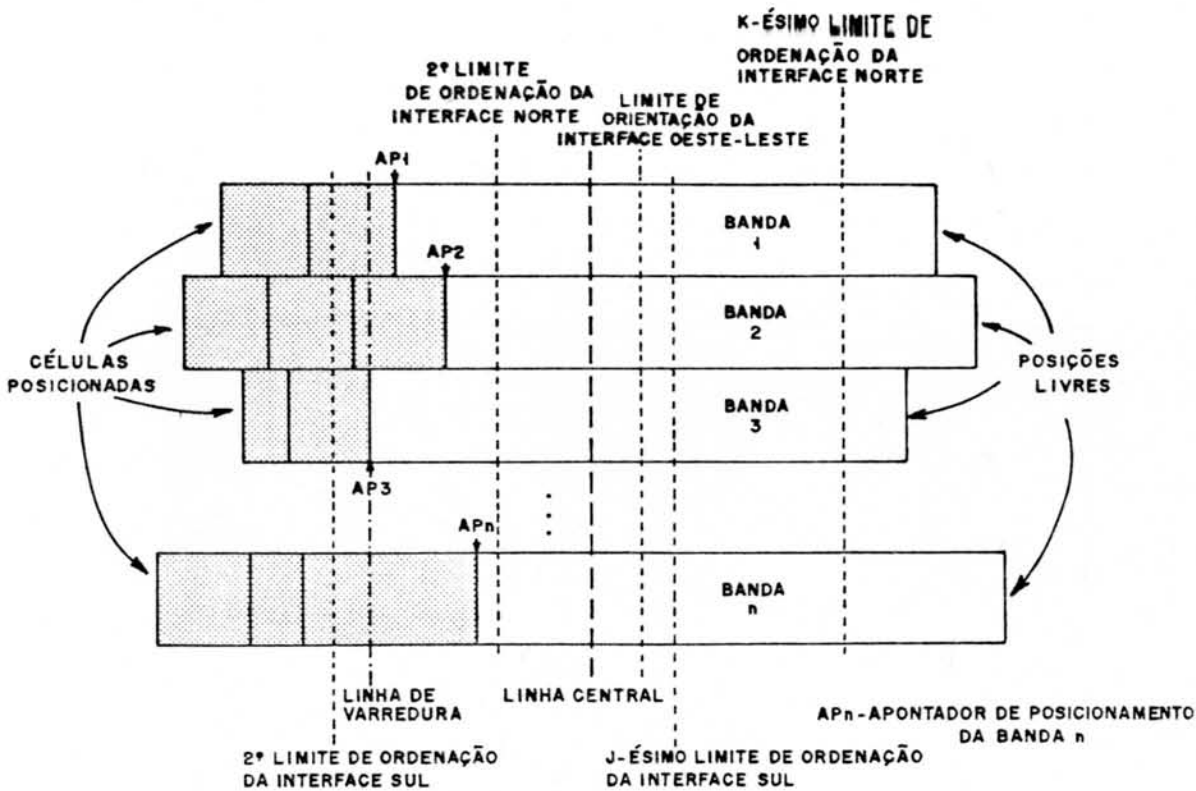 K-ÉSIMO LIMITE DE
ORDENAÇÃO DA
INTERFACE NORTE
2º LIMITE
DE ORDENAÇÃO DA
INTERFACE NORTE
LIMITE DE
ORIENTAÇÃO DA
INTERFACE OESTE-LESTE
AP1
BANDA
1
AP2
BANDA
2
CÉLULAS
POSICIONADAS
POSIÇÕES
LIVRES
BANDA
3
AP3
APn
BANDA
n
LINHA DE
VARREDURA
LINHA CENTRAL
APn-APONTADOR DE POSICIONAMENTO
DA BANDA n
2º LIMITE DE ORDENAÇÃO
DA INTERFACE SUL
J-ÉSIMO LIMITE DE ORDENAÇÃO
DA INTERFACE SUL